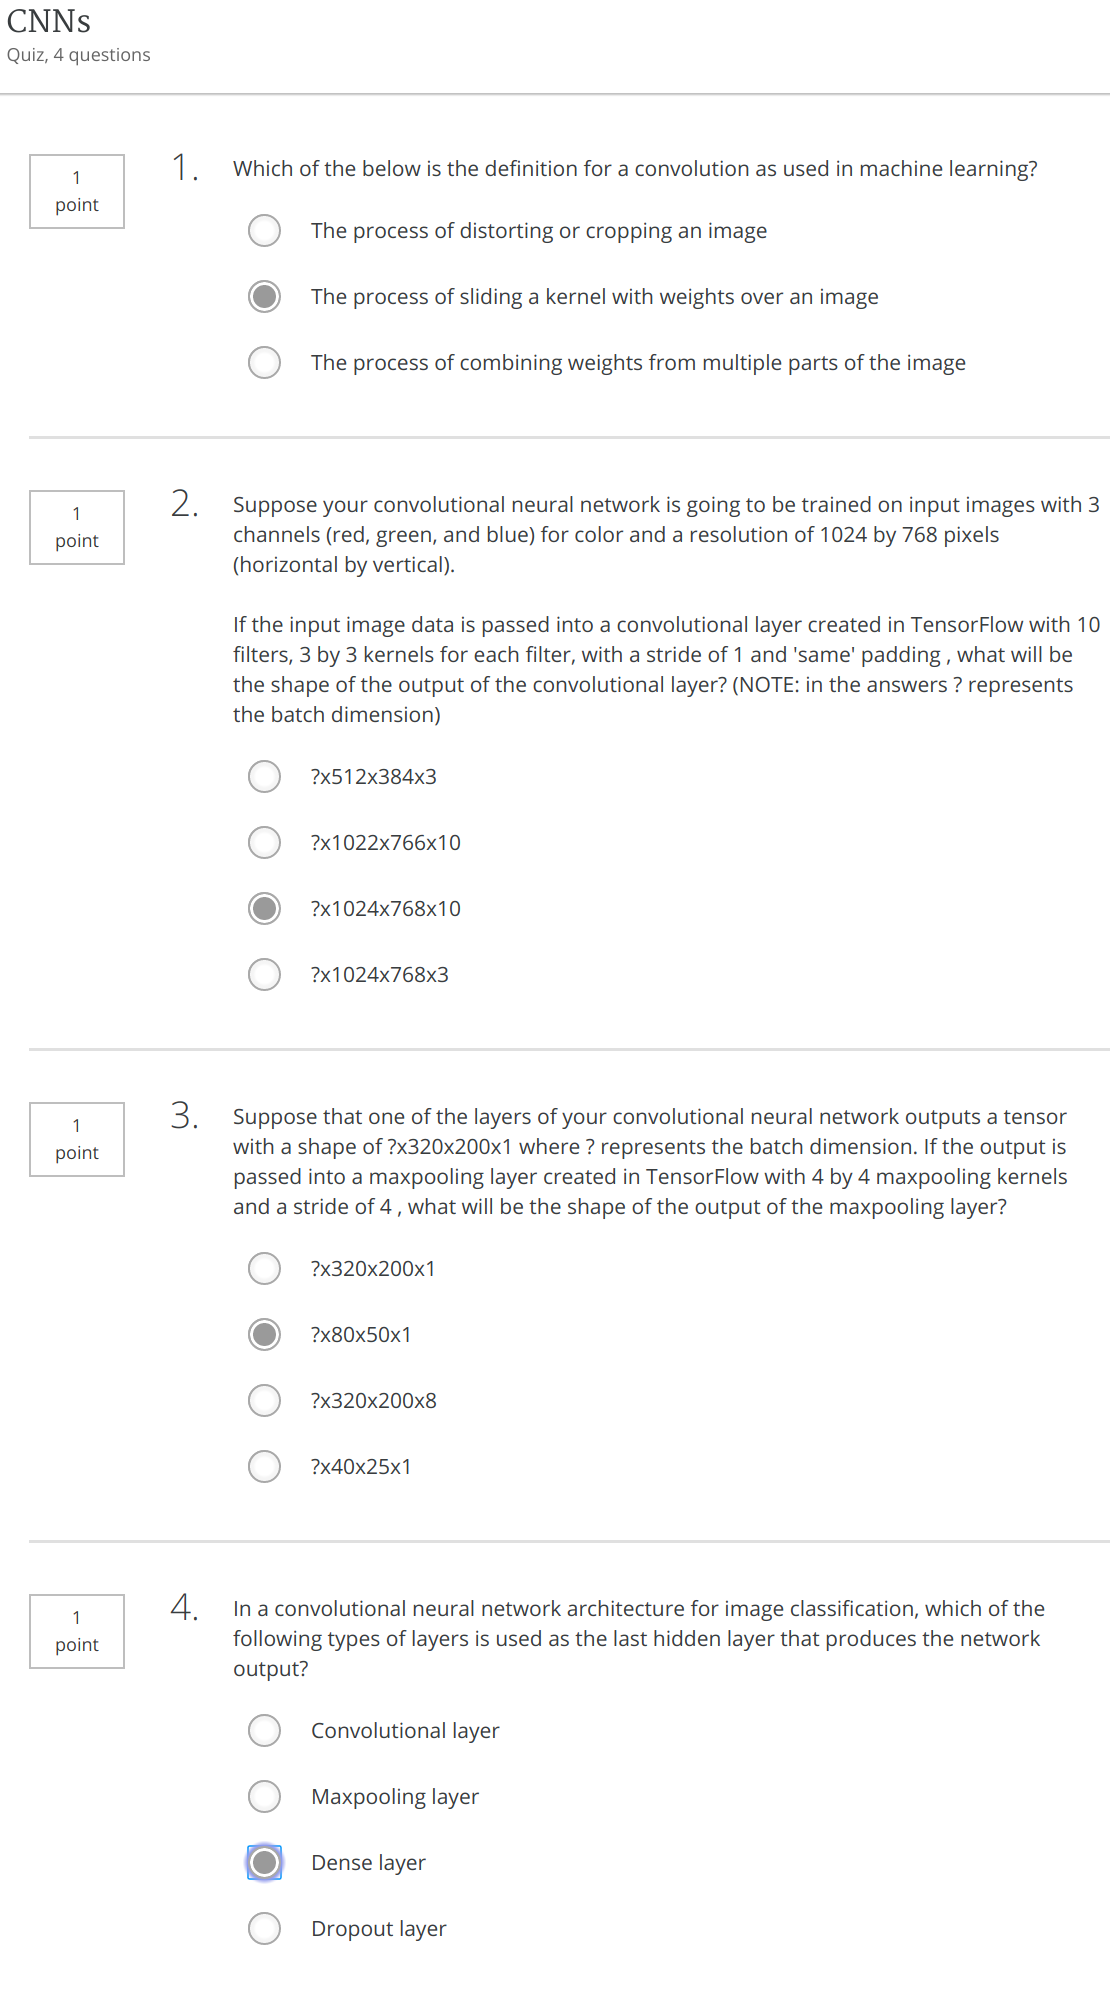 CNNs
Quiz, 4 questions
1
point
1.
Which of the below is the definition for a convolution as used in machine learning?
The process of distorting or cropping an image
The process of sliding a kernel with weights over an image
The process of combining weights from multiple parts of the image
1
point
2.
Suppose your convolutional neural network is going to be trained on input images with 3
channels (red, green, and blue) for color and a resolution of 1024 by 768 pixels
(horizontal by vertical).
If the input image data is passed into a convolutional layer created in TensorFlow with 10
filters, 3 by 3 kernels for each filter, with a stride of 1 and 'same' padding , what will be
the shape of the output of the convolutional layer? (NOTE: in the answers ? represents
the batch dimension)
?x512x384x3
?x1022x766x10
?x1024x768x10
?x1024x768x3
1
point
3.
Suppose that one of the layers of your convolutional neural network outputs a tensor
with a shape of ?x320x200x1 where ? represents the batch dimension. If the output is
passed into a maxpooling layer created in TensorFlow with 4 by 4 maxpooling kernels
and a stride of 4 , what will be the shape of the output of the maxpooling layer?
?x320x200x1
?x80x50x1
?x320x200x8
?x40x25x1
1
point
4.
In a convolutional neural network architecture for image classification, which of the
following types of layers is used as the last hidden layer that produces the network
output?
Convolutional layer
Maxpooling layer
Dense layer
Dropout layer